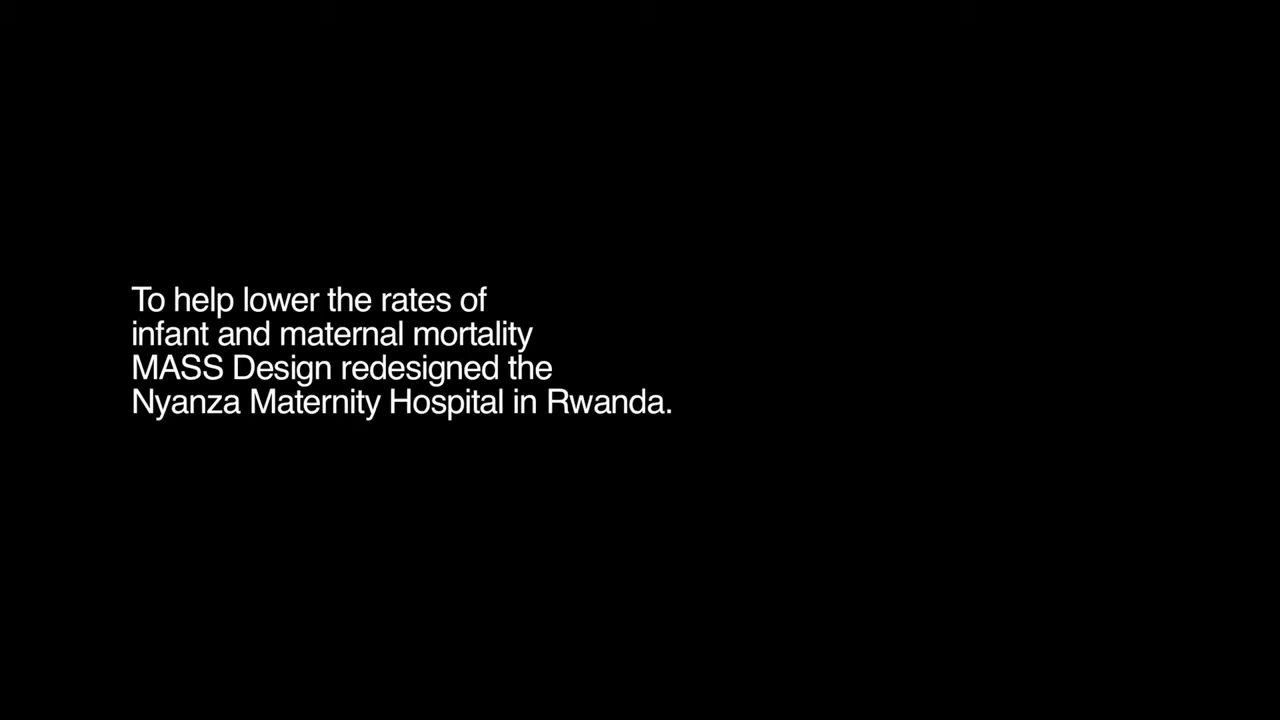 To help lower the rates of
infant and maternal mortality
MASS Design redesigned the
Nyanza Maternity Hospital in Rwanda.